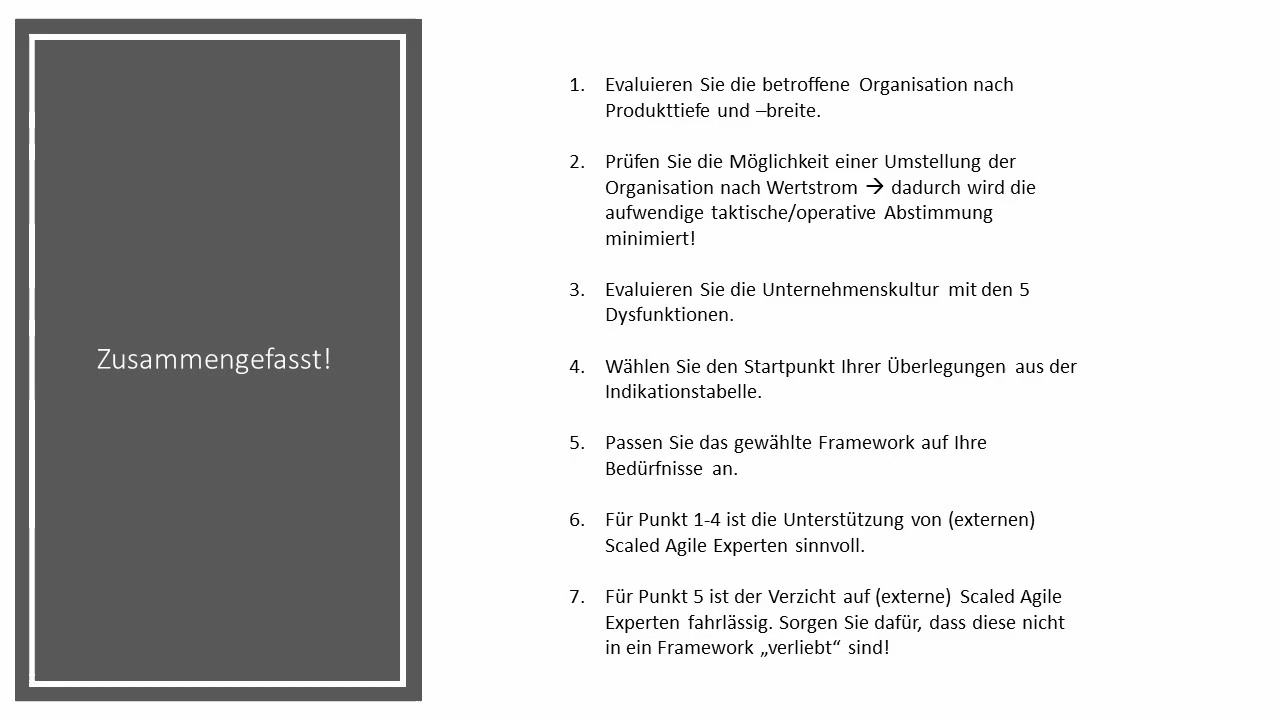 Zusammengefasst!
1. Evaluieren Sie die betroffene Organisation nach
Produkttiefe und –breite.
2. Prüfen Sie die Möglichkeit einer Umstellung der
Organisation nach Wertstrom → dadurch wird die
aufwendige taktische/operative Abstimmung
minimiert!
3. Evaluieren Sie die Unternehmenskultur mit den 5
Dysfunktionen.
4. Wählen Sie den Startpunkt Ihrer Überlegungen aus der
Indikationstabelle.
5. Passen Sie das gewählte Framework auf Ihre
Bedürfnisse an.
6. Für Punkt 1-4 ist die Unterstützung von (externen)
Scaled Agile Experten sinnvoll.
7. Für Punkt 5 ist der Verzicht auf (externe) Scaled Agile
Experten fahrlässig. Sorgen Sie dafür, dass diese nicht
in ein Framework „verliebt“ sind!